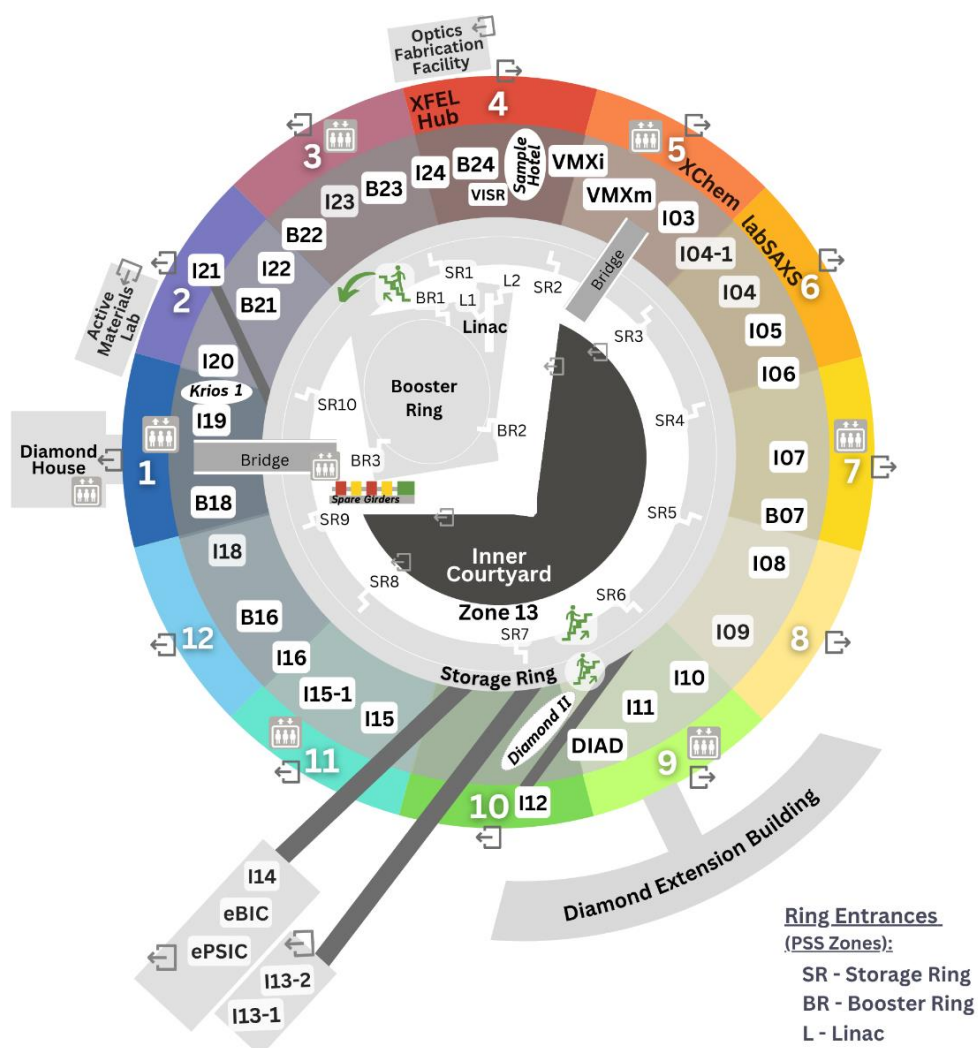 Optics
Fabrication
Facility
XFEL
Hub
4
3
5
XChem
labSAXS
6
I24
B24
Sample
Hotel
VMXi
VISR
B23
I23
VMXm
I03
B22
I04-1
I22
I21
B21
2
Active
Materials
Lab
I04
I05
I06
Bridge
SR1
L2
SR2
BR1
L1
Linac
SR3
I20
Krios 1
I19
Booster
Ring
SR10
SR4
BR2
BR3
Diamond
House
1
Bridge
I07
7
Spare Girders
B18
B07
SR9
SR5
I18
I08
Inner
Courtyard
SR8
SR6
Zone 13
SR7
12
B16
I09
8
I16
Storage Ring
I10
I15-1
I15
I11
Diamond II
DIAD
11
9
10
I12
Diamond Extension Building
I14
eBIC
ePSIC
I13-2
I13-1
Ring Entrances
(PSS Zones):
SR - Storage Ring
BR - Booster Ring
L - Linac